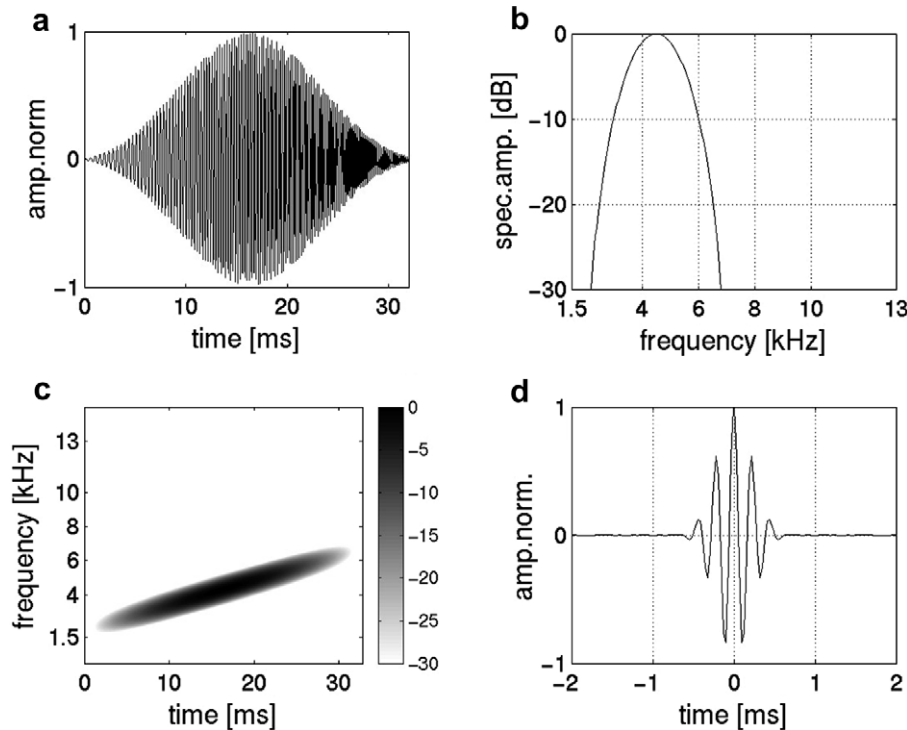 a
1
0
−1
amp.norm
0 10 20 30
time [ms]
b
0
−10
−20
−30
spec.amp. [dB]
1.5 4 6 8 10 13
frequency [kHz]
c
13
10
8
6
4
1.5
frequency [kHz]
0 10 20 30
time [ms]
0
−5
−10
−15
−20
−25
−30
d
1
0
−1
amp.norm.
−2 −1 0 1 2
time [ms]